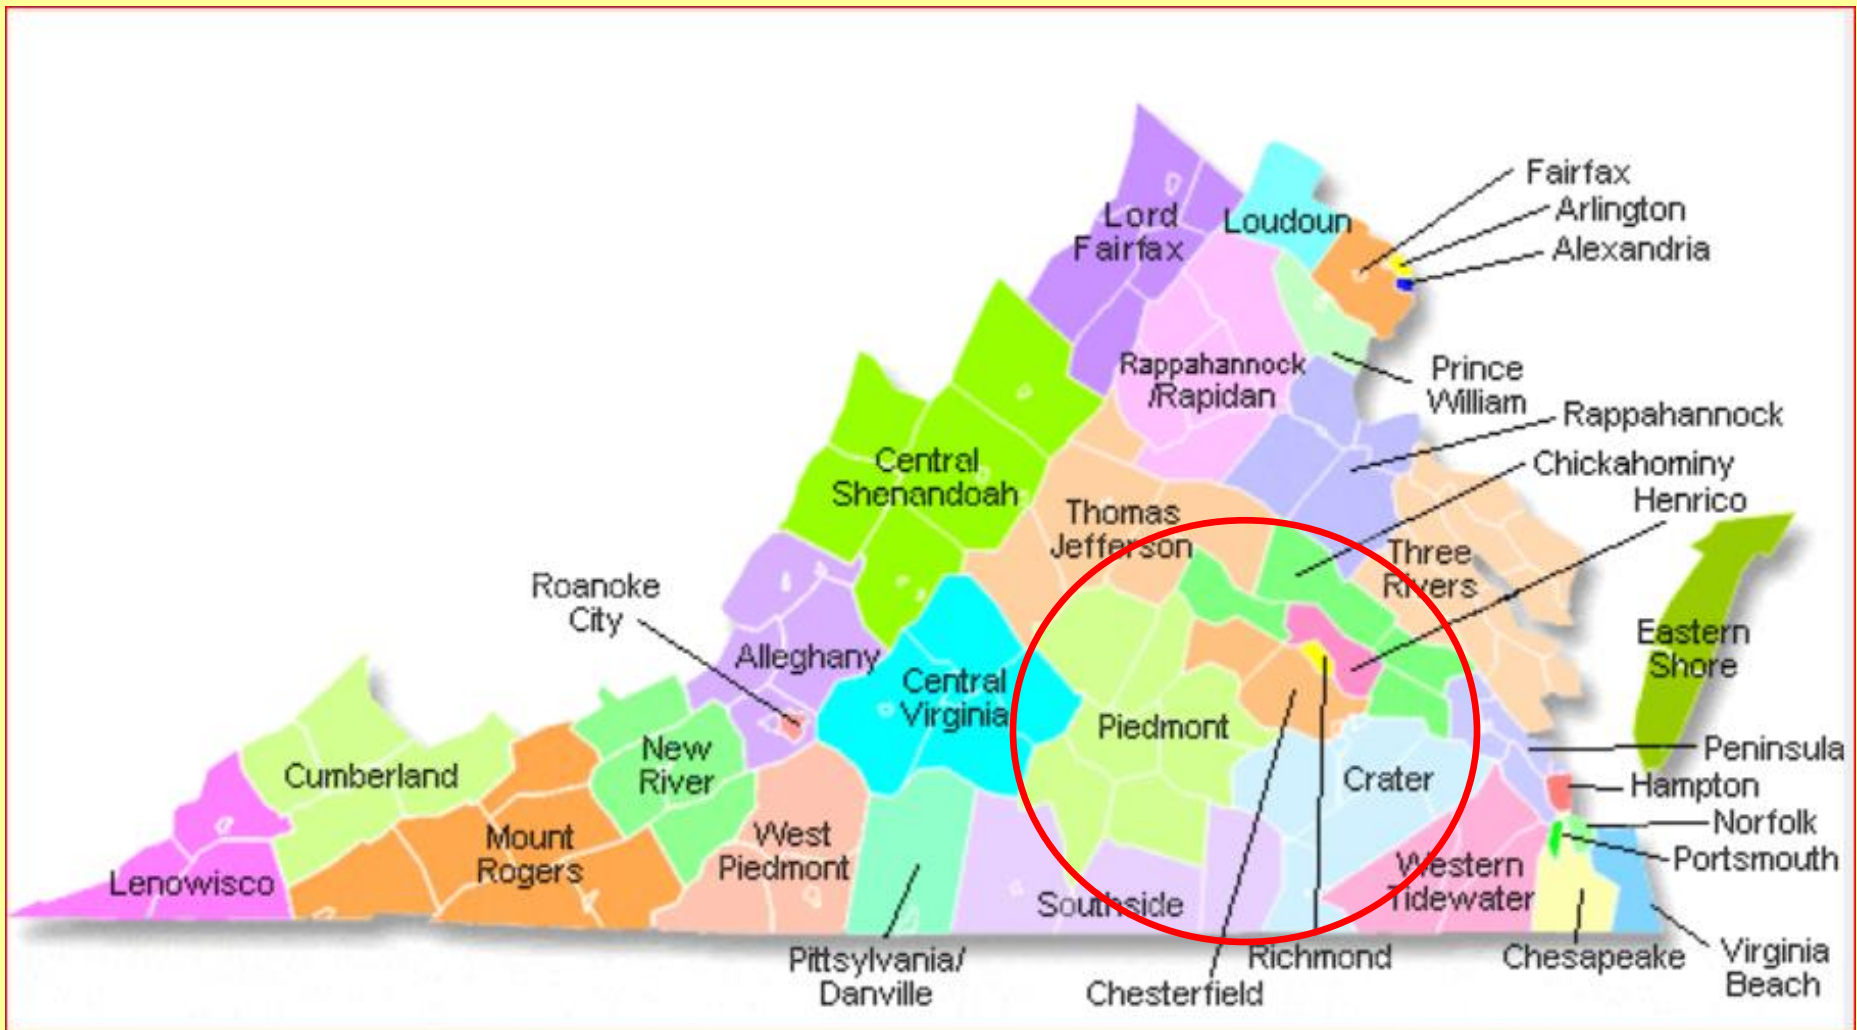 Fairfax
Arlington
Lord
Fairfax
Loudoun
Alexandria
Rappahannock
/Rapidan
Prince
William
Rappahannock
Central
Shenandoah
Chickahominy
Henrico
Thomas
Jefferson
Three
Rivers
Roanoke
City
Alleghany
Eastern
Shore
Central
Virginia
Piedmont
Cumberland
New
River
Crater
Peninsula
Hampton
Mount
Rogers
West
Piedmont
Norfolk
Portsmouth
Lenowisco
Western
Tidewater
Southside
Pittsylvania/
Danville
Chesterfield
Richmond
Chesapeake
Virginia
Beach